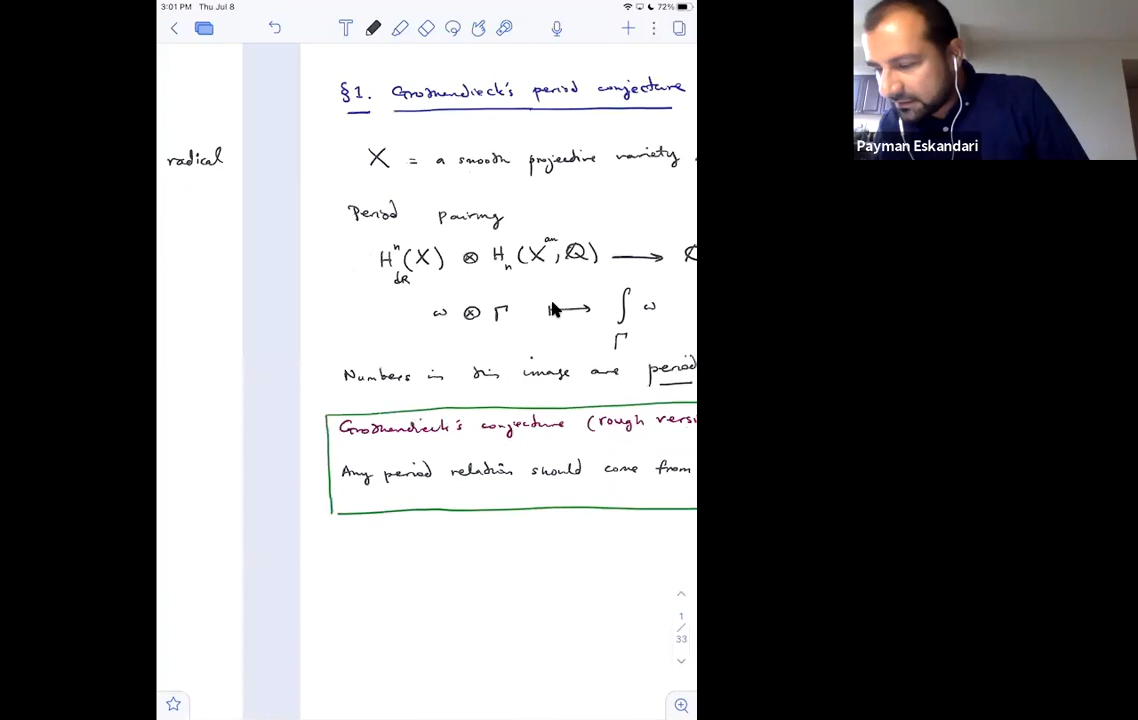 3:01 PM Thu Jul 8
72%
§1. Grothendieck's period conjecture
radical
X = a smooth projective variety
Period pairing
H^n_dR (X) ⊗ H_n (X^an, ℚ) ⟶
ω ⊗ Γ ⟼ ∫_Γ ω
Numbers in this image are period
Grothendieck's conjecture (rough versi
Any period relation should come from
1
/
33
Payman Eskandari